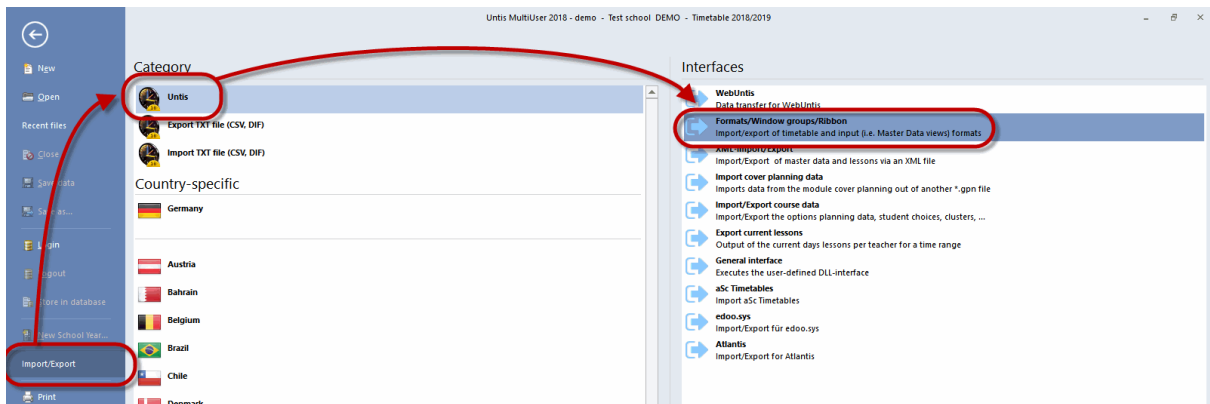 Untis MultiUser 2018 - demo - Test school DEMO - Timetable 2018/2019
New
Open
Recent files
Close
Save data
Save as...
Login
Logout
Store in database
New School Year...
Import/Export
Print
Category
Untis
Export TXT file (CSV, DIF)
Import TXT file (CSV, DIF)
Country-specific
Germany
Austria
Bahrain
Belgium
Brazil
Chile
Denmark
Interfaces
WebUntis
Data transfer for WebUntis
Formats/Window groups/Ribbon
Import/export of timetable and input (i.e. Master Data views) formats
XML-Import/Export
Import/Export of master data and lessons via an XML file
Import cover planning data
Imports data from the module cover planning out of another *.gpn file
Import/Export course data
Import/Export the options planning data, student choices, clusters, ...
Export current lessons
Output of the current days lessons per teacher for a time range
General interface
Executes the user-defined DLL-interface
aSc Timetables
Import aSc Timetables
edoo.sys
Import/Export für edoo.sys
Atlantis
Import/Export for Atlantis